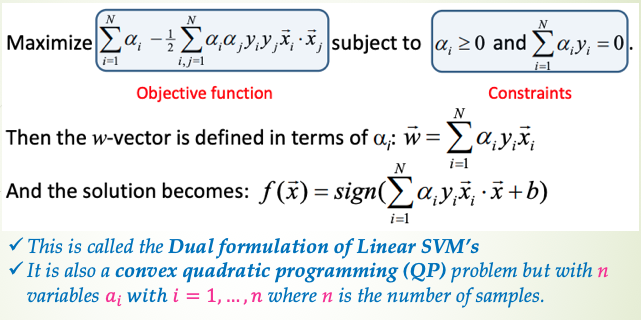 Maximize $\sum_{i=1}^{N} \alpha_i - \frac{1}{2} \sum_{i,j=1}^{N} \alpha_i \alpha_j y_i y_j \vec{x}_i \cdot \vec{x}_j$ subject to $\alpha_i \geq 0$ and $\sum_{i=1}^{N} \alpha_i y_i = 0$.
Objective function Constraints
Then the w-vector is defined in terms of $\alpha_i$: $\vec{w} = \sum_{i=1}^{N} \alpha_i y_i \vec{x}_i$
And the solution becomes: $f(\vec{x}) = sign(\sum_{i=1}^{N} \alpha_i y_i \vec{x}_i \cdot \vec{x} + b)$
✓ This is called the Dual formulation of Linear SVM's
✓ It is also a convex quadratic programming (QP) problem but with n
variables $a_i$ with $i = 1, ..., n$ where n is the number of samples.